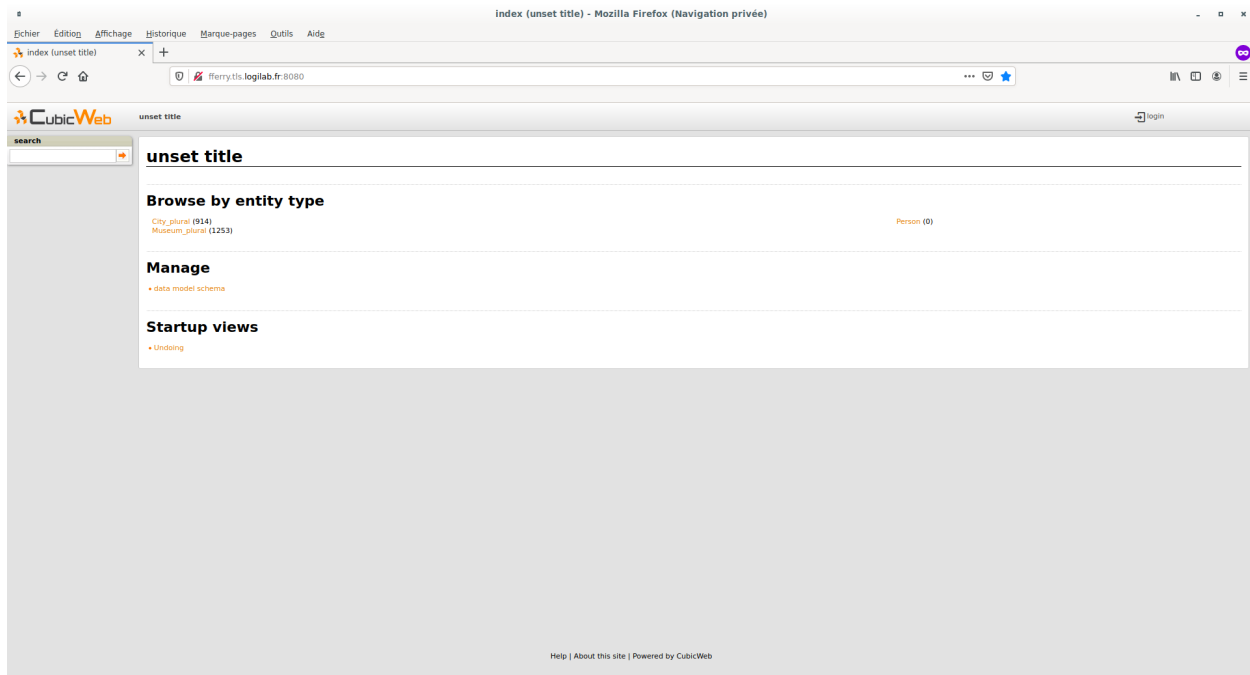 index (unset title) - Mozilla Firefox (Navigation privée)
Fichier Édition Affichage Historique Marque-pages Outils Aide
index (unset title)
fferry.tls.logilab.fr:8080
CubicWeb unset title login
search
unset title
Browse by entity type
City_plural (914) Person (0)
Museum_plural (1253)
Manage
• data model schema
Startup views
• Undoing
Help | About this site | Powered by CubicWeb